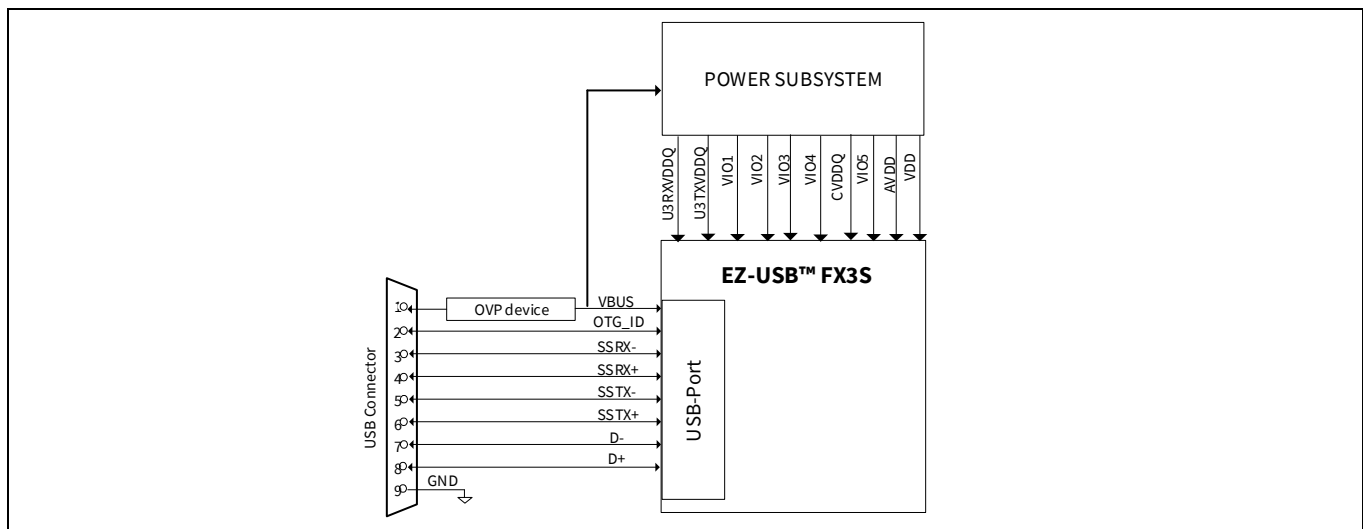 POWER SUBSYSTEM
U3RXVDDQ
U3TXVDDQ
VIO1
VIO2
VIO3
VIO4
CVDDQ
VIO5
AVDD
VDD
EZ-USB™ FX3S
USB-Port
USB Connector
1
OVP device
VBUS
2
OTG_ID
3
SSRX-
4
SSRX+
5
SSTX-
6
SSTX+
7
D-
8
D+
9
GND